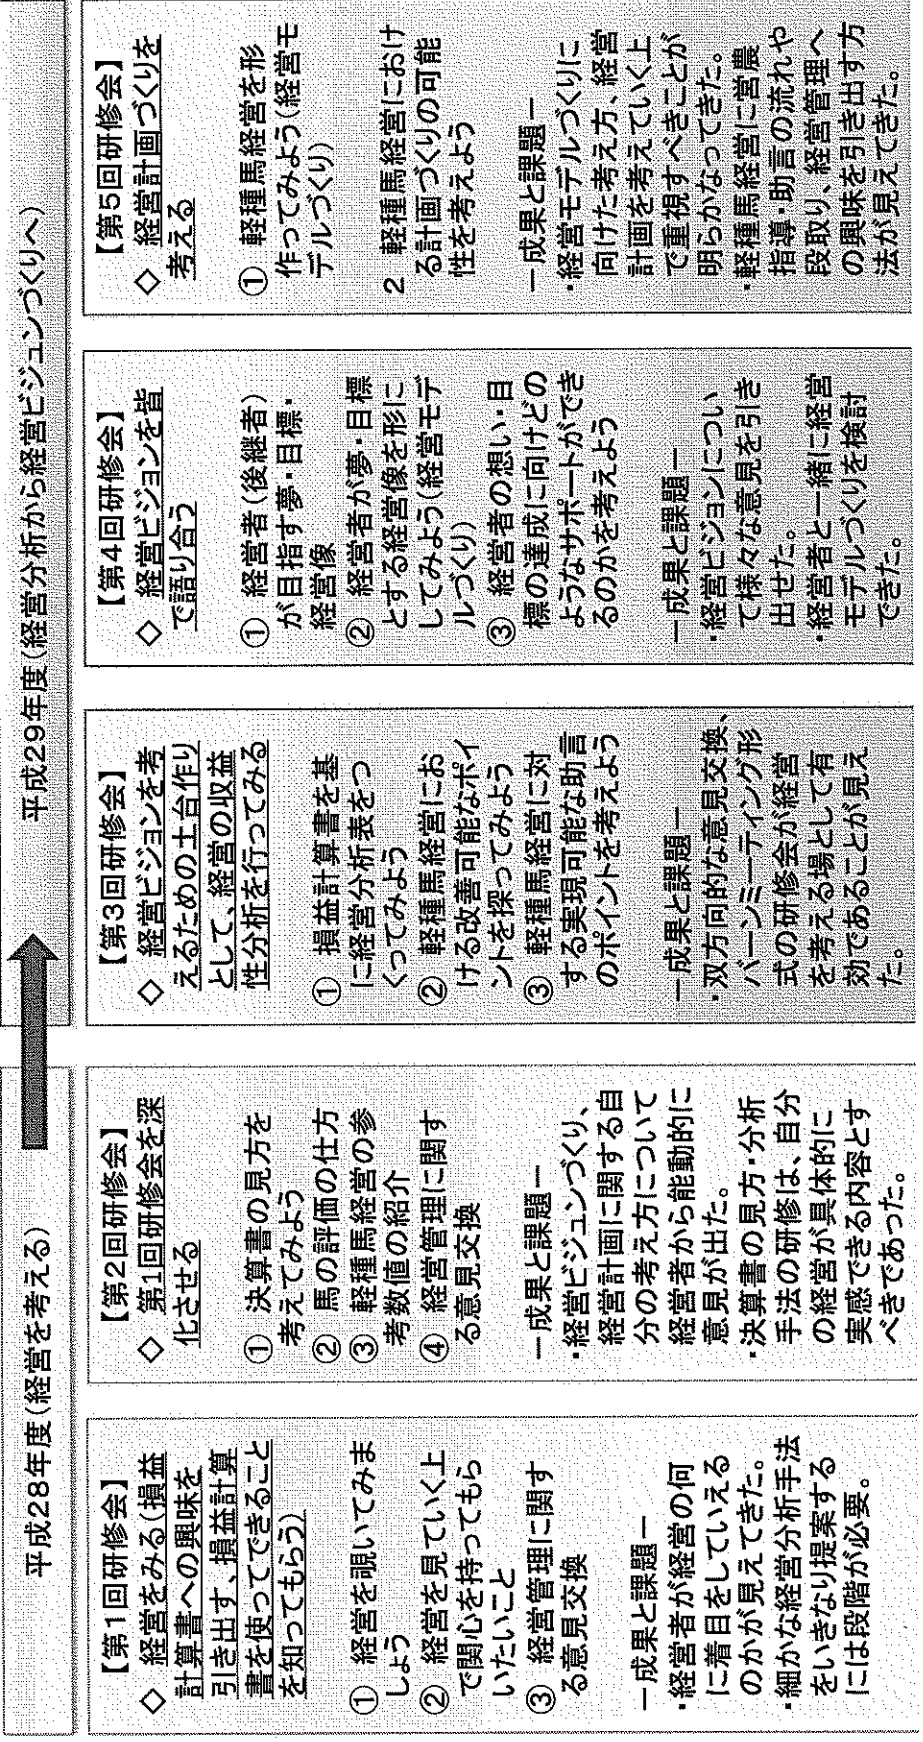 平成28年度(経営を考える)
平成29年度(経営分析から経営ビジュンづくりへ)
【第1回研修会】
◇ 経営をみる(損益
計算書への興味を
引き出す、損益計算
書を使ってできること
を知ってもらう)
① 経営を覗いてみま
しょう
② 経営を見ていく上
で関心を持ってもら
いたいこと
③ 経営管理に関す
る意見交換
ー成果と課題ー
・経営者が経営の何
に着目をしていえる
のかが見えてきた。
・細かな経営分析手法
をいきなり提案する
には段階が必要。
【第2回研修会】
◇ 第1回研修会を深
化させる
① 決算書の見方を
考えてみよう
② 馬の評価の仕方
③ 軽種馬経営の参
考数値の紹介
④ 経営管理に関す
る意見交換
ー成果と課題ー
・経営ビジュンづくり、
経営計画に関する自
分の考え方について
経営者から能動的に
意見が出た。
・決算書の見方・分析
手法の研修は、自分
の経営が具体的に
実感できる内容とす
べきであった。
【第3回研修会】
◇ 経営ビジョンを考
えるための土台作り
として、経営の収益
性分析を行ってみる
① 損益計算書を基
に経営分析表をつ
くってみよう
② 軽種馬経営にお
ける改善可能なポイ
ントを探ってみよう
③ 軽種馬経営に対
する実現可能な助言
のポイントを考えよう
ー成果と課題ー
・双方向的な意見交換、
バーンミーティング形
式の研修会が経営
を考える場として有
効であることが見え
た。
【第4回研修会】
◇ 経営ビジョンを皆
で語り合う
① 経営者(後継者)
が目指す夢・目標・
経営像
② 経営者が夢・目標
とする経営像を形に
してみよう(経営モデ
ルづくり)
③ 経営者の想い・目
標の達成に向けどの
ようなサポートができ
るのかを考えよう
ー成果と課題ー
・経営ビジョンについ
て様々な意見を引き
出せた。
・経営者と一緒に経営
モデルづくりを検討
できた。
【第5回研修会】
◇ 経営計画づくりを
考える
① 軽種馬経営を形
作ってみよう(経営モ
デルづくり)
2 軽種馬経営におけ
る計画づくりの可能
性を考えよう
ー成果と課題ー
・経営モデルづくりに
向けた考え方、経営
計画を考えていく上
で重視すべきことが
明らかなってきた。
・軽種馬経営に営農
指導・助言の流れや
段取り、経営管理へ
の興味を引き出す方
法が見えてきた。